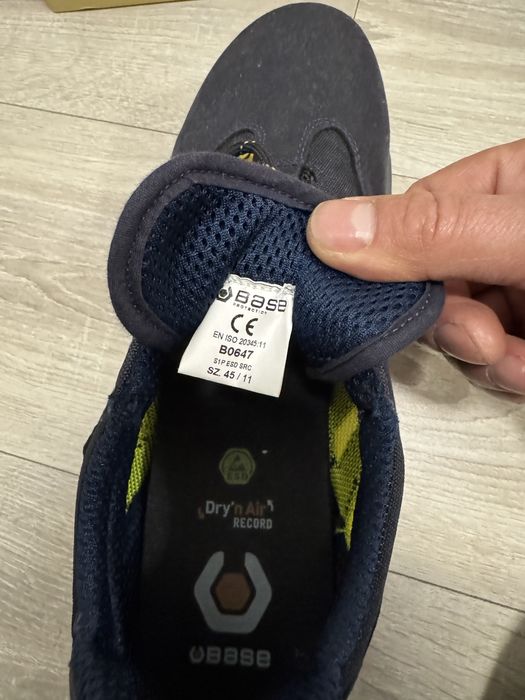 Base
PROTECTION
CE
EN ISO 20345:11
B0647
S1P ESD SRC
SZ. 45 / 11
ESD
Dry'n Air
RECORD
BASE